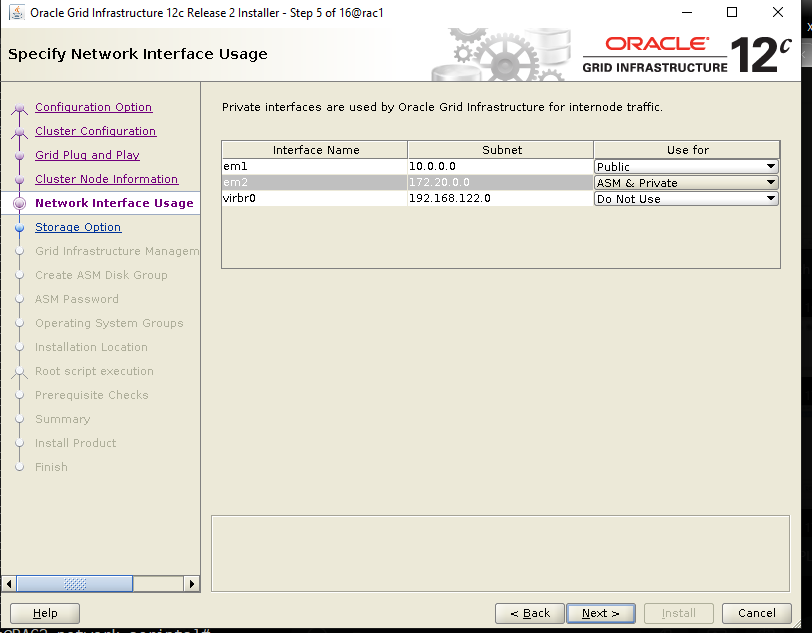 Oracle Grid Infrastructure 12c Release 2 Installer - Step 5 of 16@rac1
Specify Network Interface Usage
ORACLE
GRID INFRASTRUCTURE 12c
Configuration Option
Cluster Configuration
Grid Plug and Play
Cluster Node Information
Network Interface Usage
Storage Option
Grid Infrastructure Managem
Create ASM Disk Group
ASM Password
Operating System Groups
Installation Location
Root script execution
Prerequisite Checks
Summary
Install Product
Finish
Private interfaces are used by Oracle Grid Infrastructure for internode traffic.
Interface Name Subnet Use for
em1 10.0.0.0 Public
em2 172.20.0.0 ASM & Private
virbr0 192.168.122.0 Do Not Use
Help < Back Next > Install Cancel